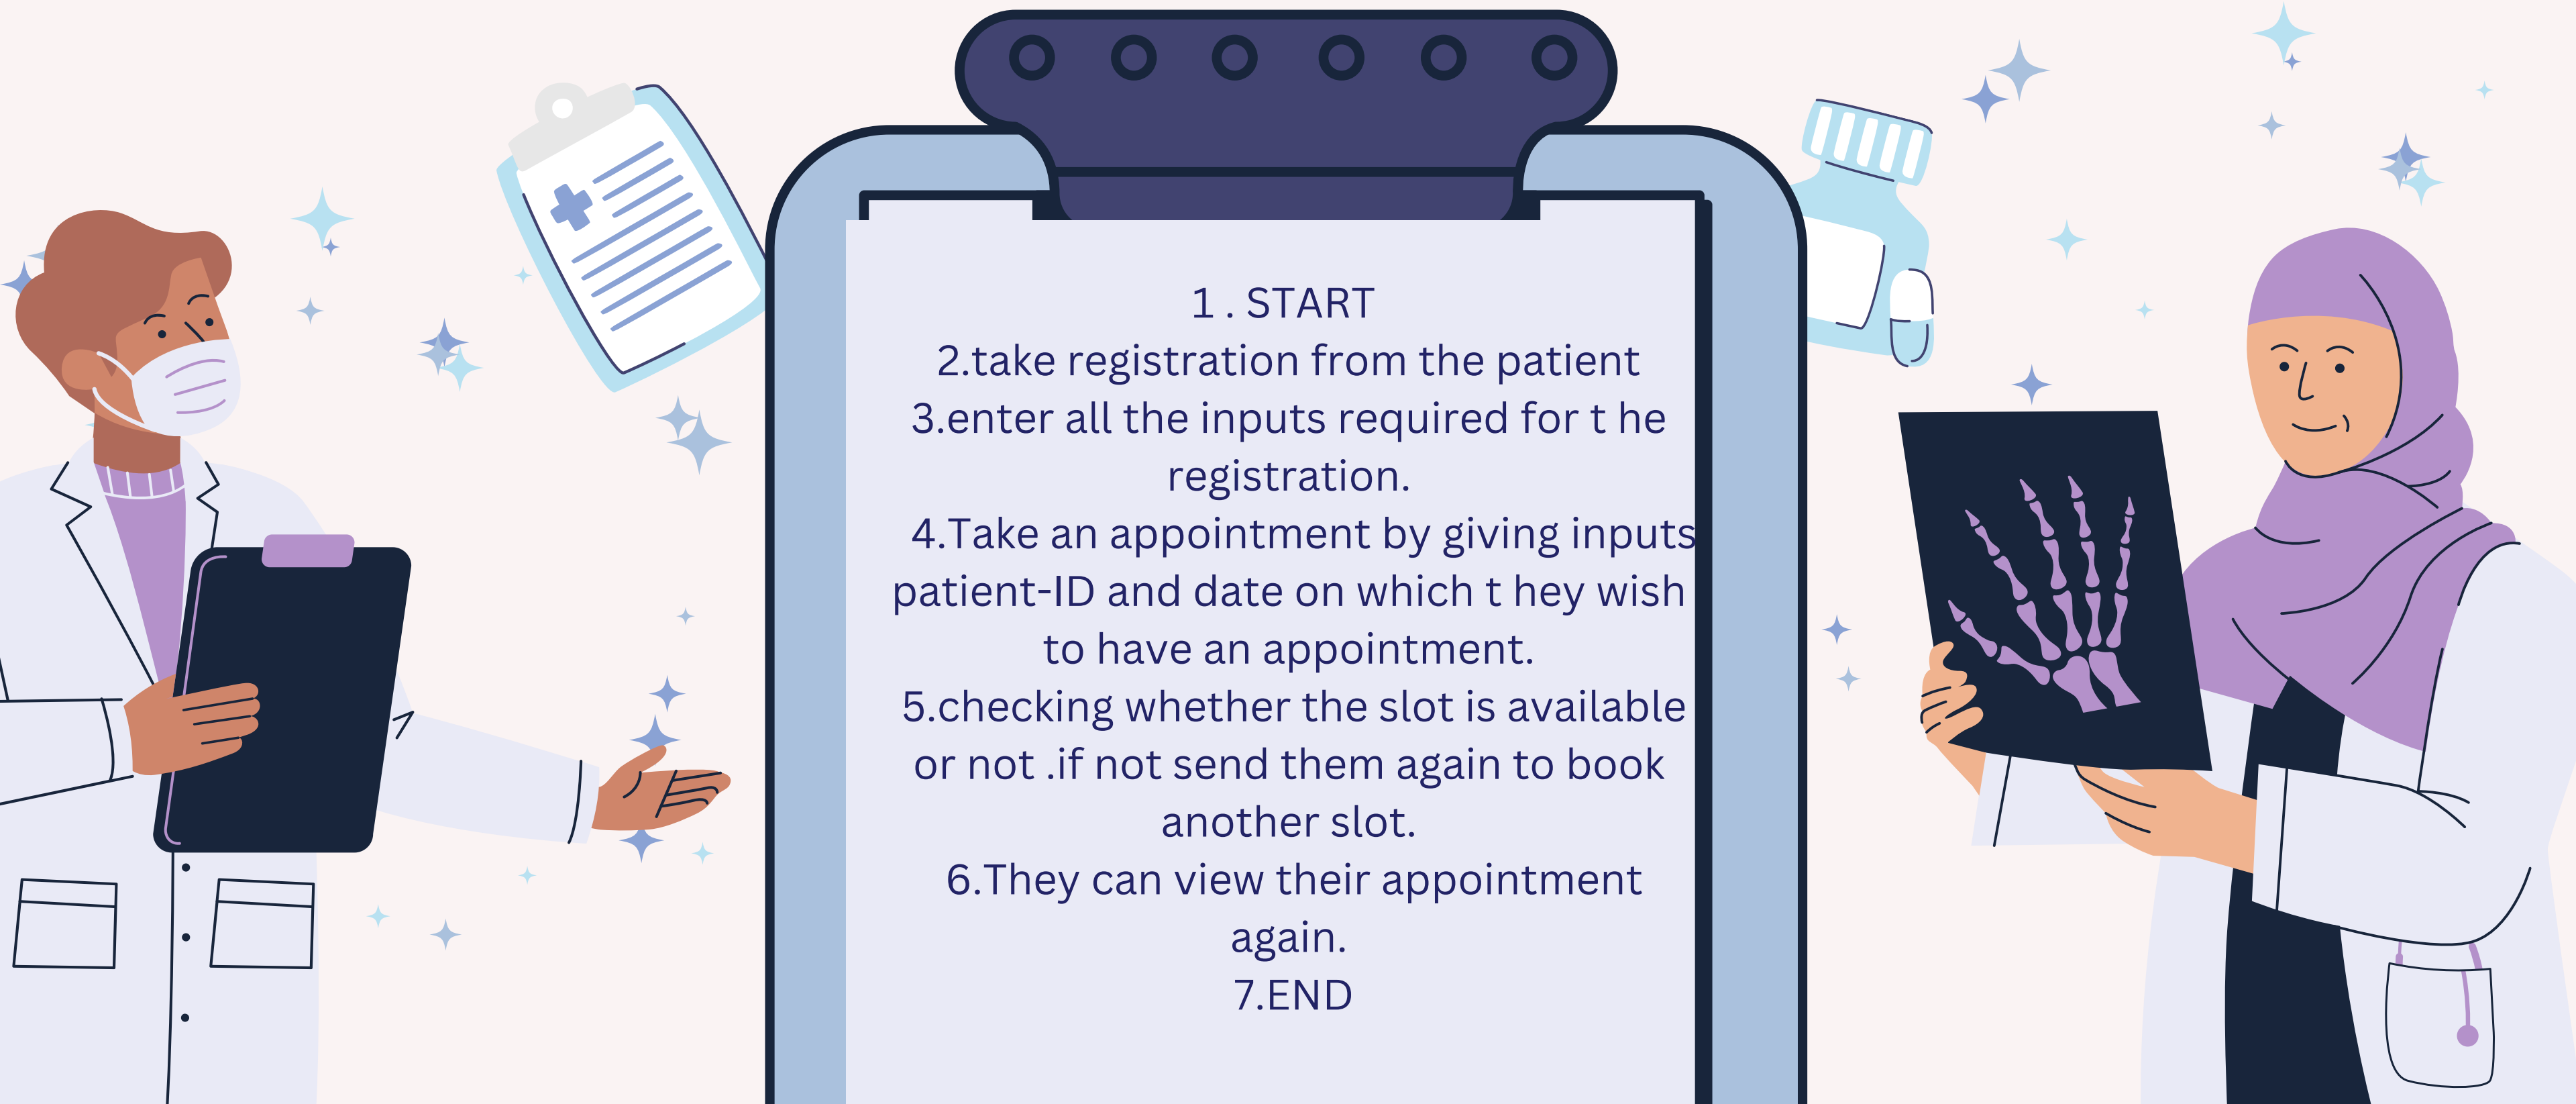 1 . START
2.take registration from the patient
3.enter all the inputs required for t he
registration.
4.Take an appointment by giving inputs
patient-ID and date on which t hey wish
to have an appointment.
5.checking whether the slot is available
or not .if not send them again to book
another slot.
6.They can view their appointment
again.
7.END